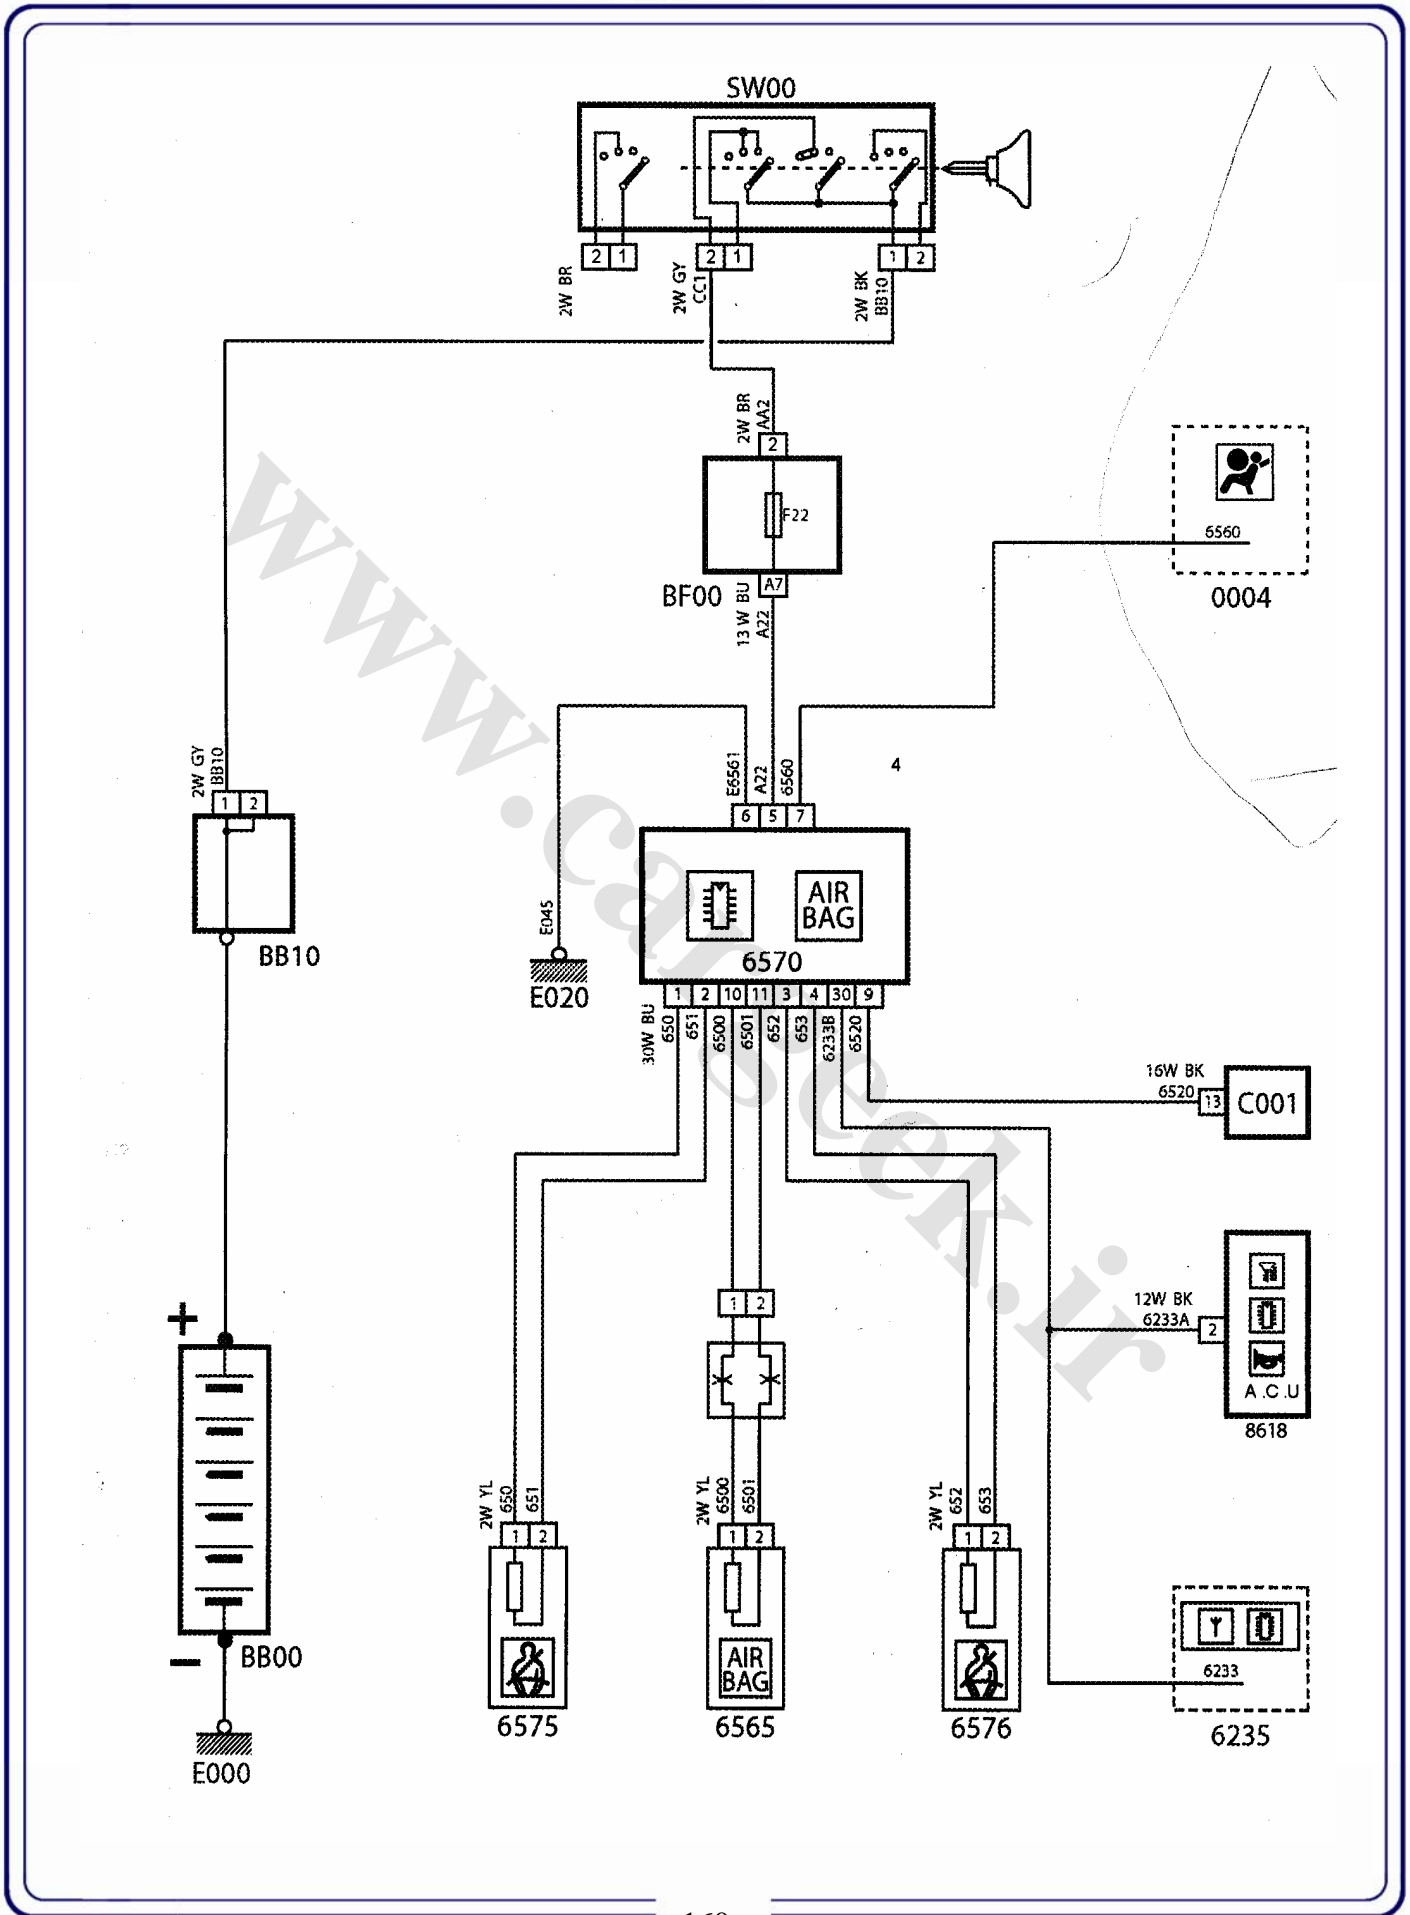 SW00
2 1
2 1
1 2
2W BR
2W GY
CC1
2W BK
BB10
2W BR
AA2
2
F22
BF00
A7
13 W BU
A22
6560
0004
2W GY
BB10
1 2
BB10
E6561
A22
6560
4
6 5 7
AIR
BAG
6570
E045
E020
1 2 10 11 3 4 30 9
30W BU
650
651
6500
6501
652
653
6233B
6520
16W BK
6520
13
C001
12W BK
6233A
2
A.C.U
8618
1 2
+
BB00
−
E000
2W YL
650
651
1 2
6575
2W YL
6500
6501
1 2
AIR
BAG
6565
2W YL
652
653
1 2
6576
6233
6235
www.cargeek.ir